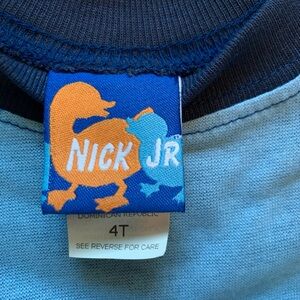 NICK JR
DOMINICAN REPUBLIC
4T
SEE REVERSE FOR CARE